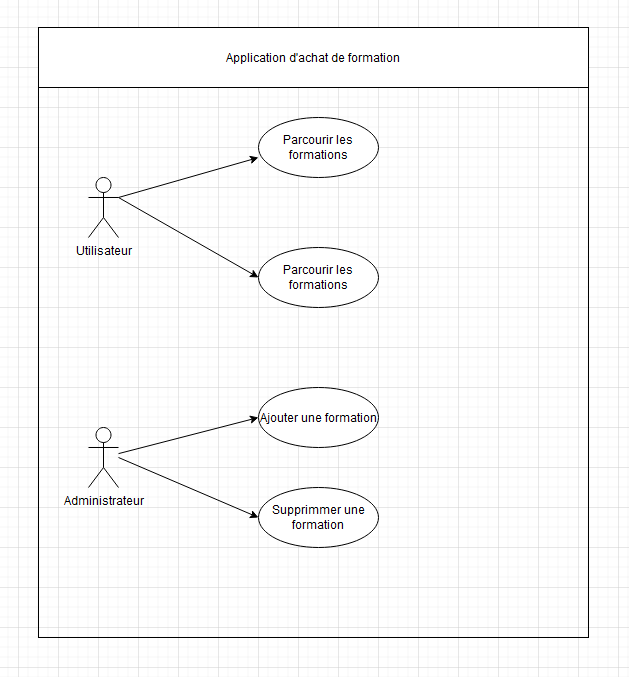 Application d'achat de formation
Parcourir les
formations
Utilisateur
Parcourir les
formations
Ajouter une formation
Administrateur
Supprimmer une
formation